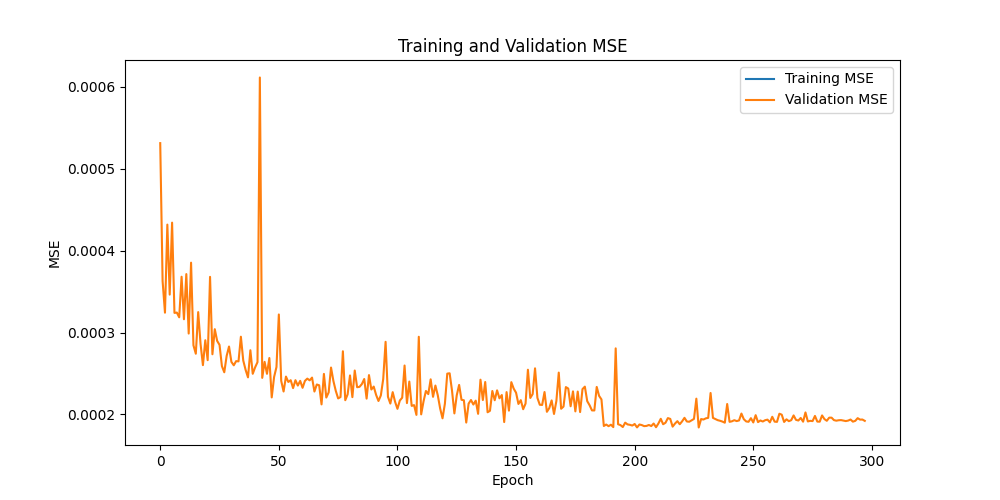 Training and Validation MSE
Training MSE
Validation MSE
0.0006
0.0005
0.0004
0.0003
0.0002
MSE
0 50 100 150 200 250 300
Epoch